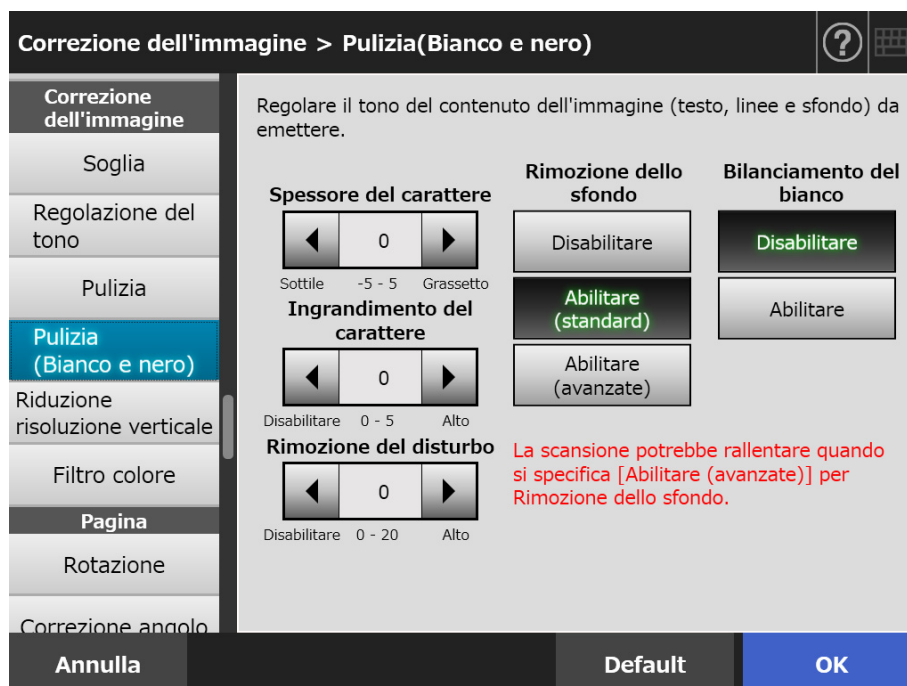 Correzione dell'immagine > Pulizia(Bianco e nero)
?
Correzione
dell'immagine
Soglia
Regolazione del
tono
Pulizia
Pulizia
(Bianco e nero)
Riduzione
risoluzione verticale
Filtro colore
Pagina
Rotazione
Correzione angolo
Regolare il tono del contenuto dell'immagine (testo, linee e sfondo) da
emettere.
Spessore del carattere
0
Sottile -5 - 5 Grassetto
Ingrandimento del
carattere
0
Disabilitare 0 - 5 Alto
Rimozione del disturbo
0
Disabilitare 0 - 20 Alto
Rimozione dello
sfondo
Disabilitare
Abilitare
(standard)
Abilitare
(avanzate)
Bilanciamento del
bianco
Disabilitare
Abilitare
La scansione potrebbe rallentare quando
si specifica [Abilitare (avanzate)] per
Rimozione dello sfondo.
Annulla
Default
OK